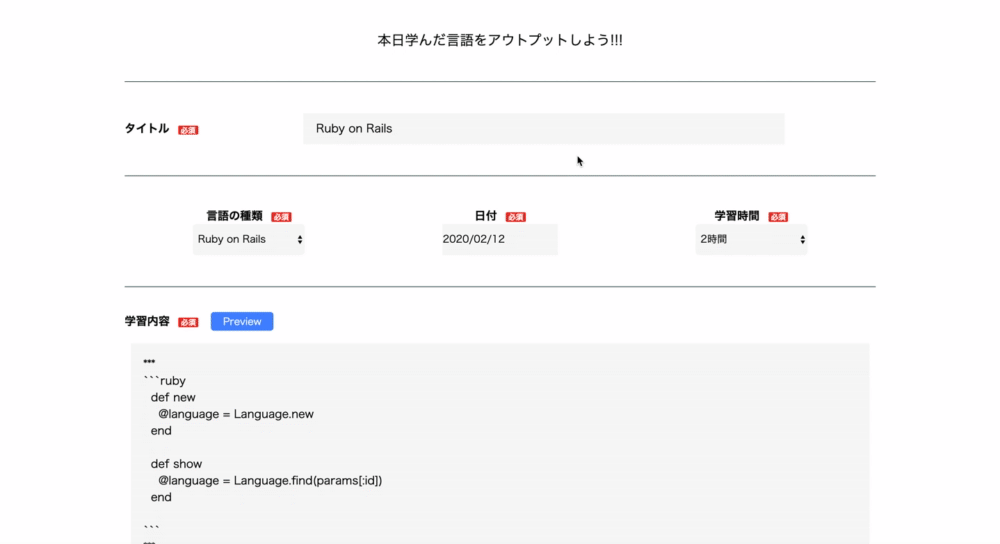 本日学んだ言語をアウトプットしよう!!!
タイトル 必須 Ruby on Rails
言語の種類 必須 日付 必須 学習時間 必須
Ruby on Rails 2020/02/12 2時間
学習内容 必須 Preview
***
```ruby
  def new
    @language = Language.new
  end

  def show
    @language = Language.find(params[:id])
  end

```
***